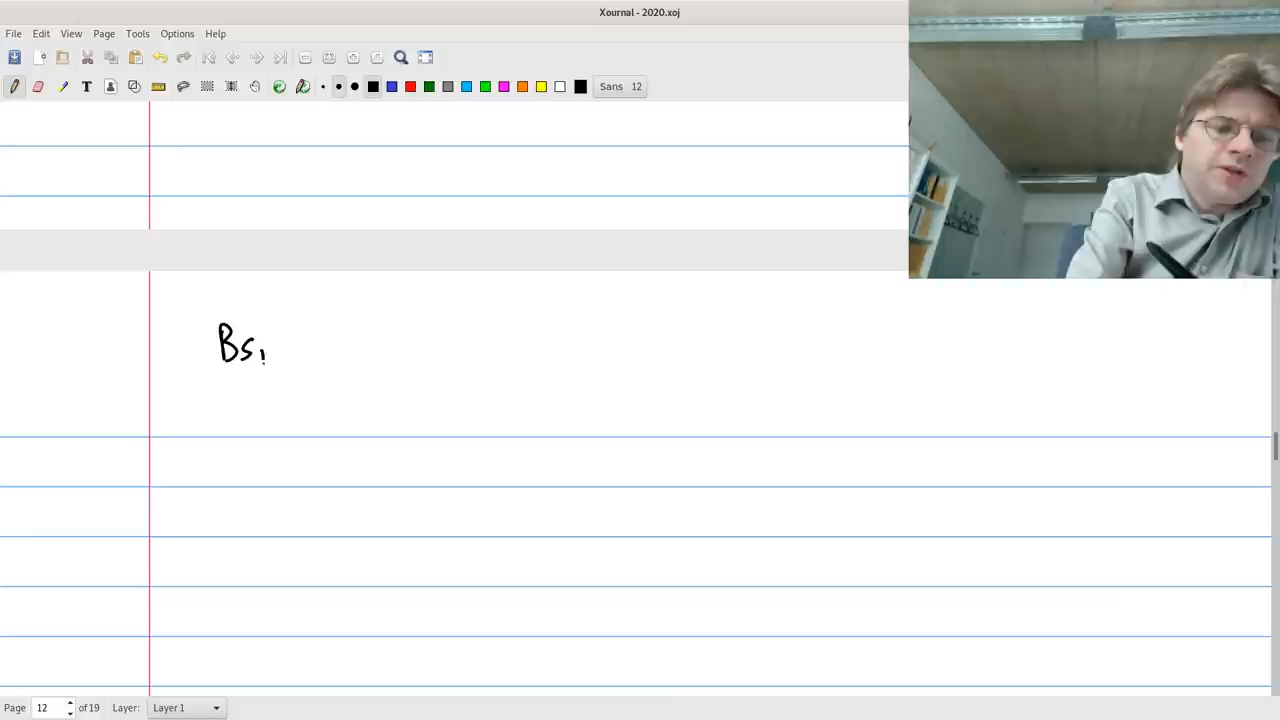 Xournal - 2020.xoj
File Edit View Page Tools Options Help
T Sans 12
Bs,
Page 12 of 19 Layer: Layer 1